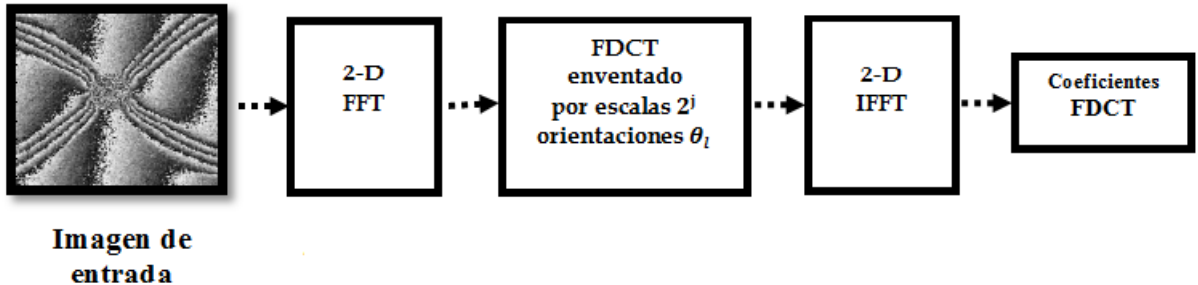 Imagen de
entrada
2-D
FFT
FDCT
enventado
por escalas 2ʲ
orientaciones θₗ
2-D
IFFT
Coeficientes
FDCT